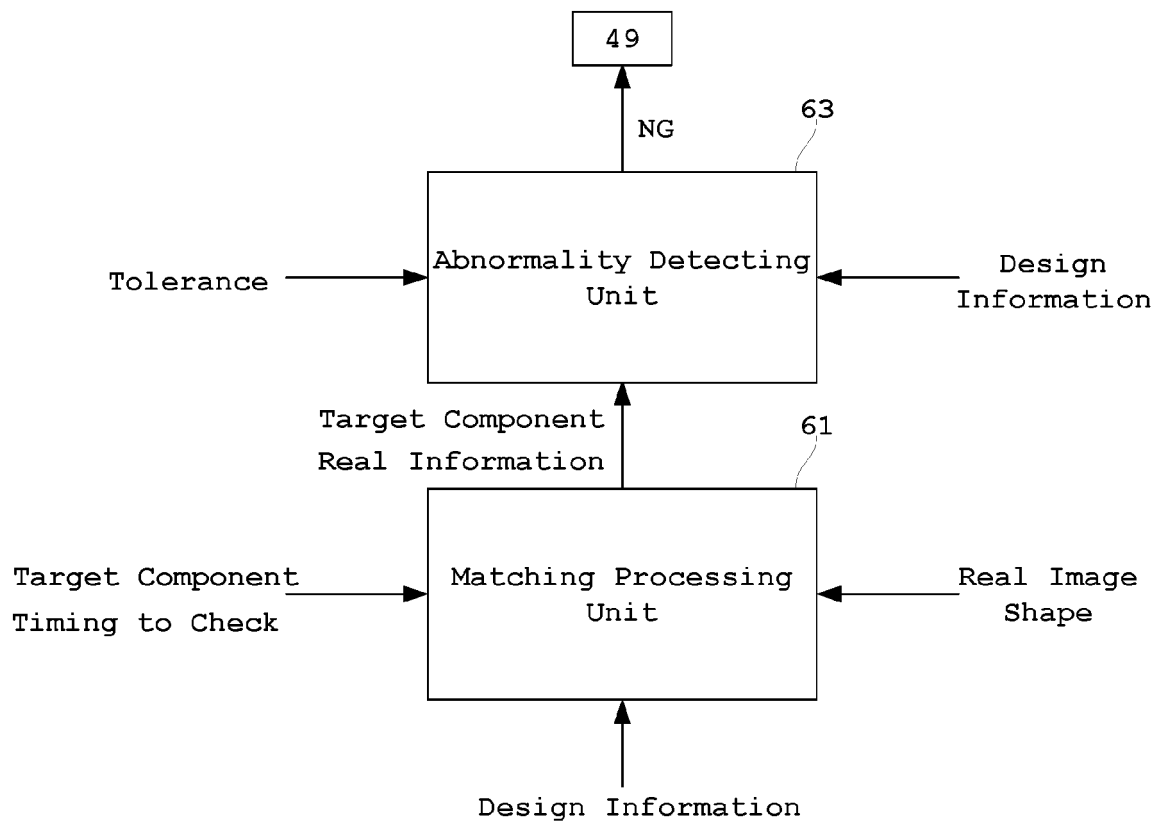 49
NG
63
Abnormality Detecting
Unit
Tolerance
Design
Information
Target Component
Real Information
61
Matching Processing
Unit
Target Component
Timing to Check
Real Image
Shape
Design Information